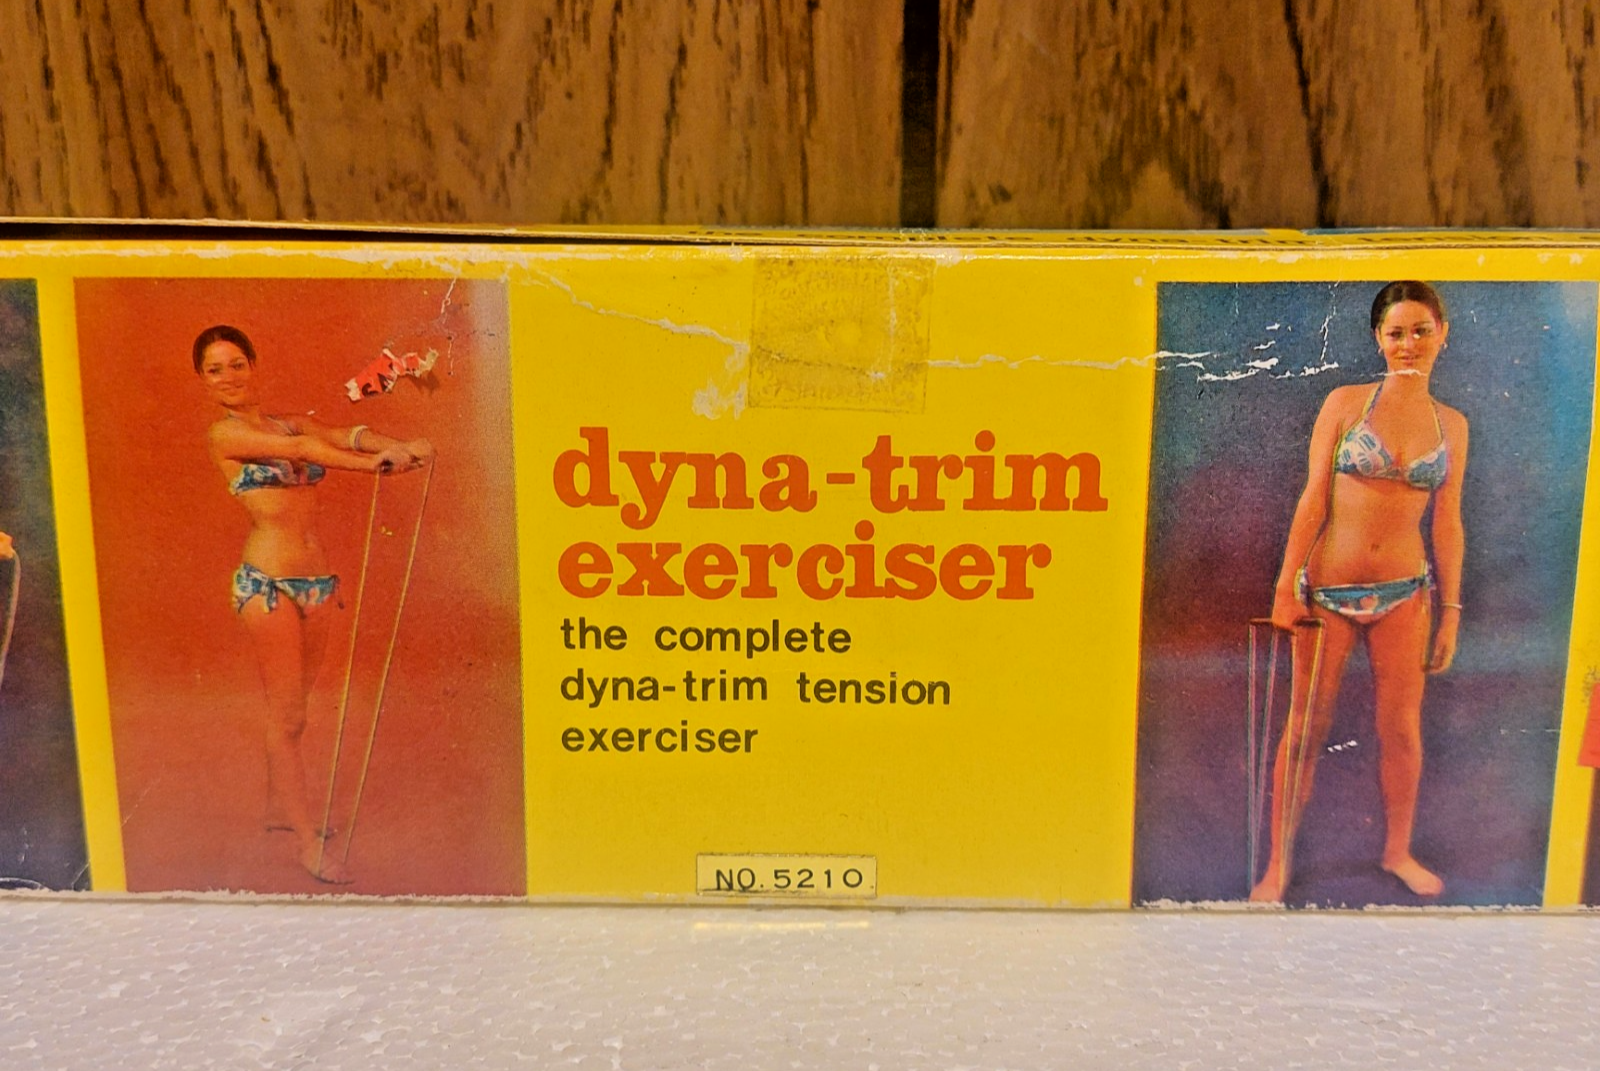 dyna-trim
exerciser
the complete
dyna-trim tension
exerciser
NO. 5210